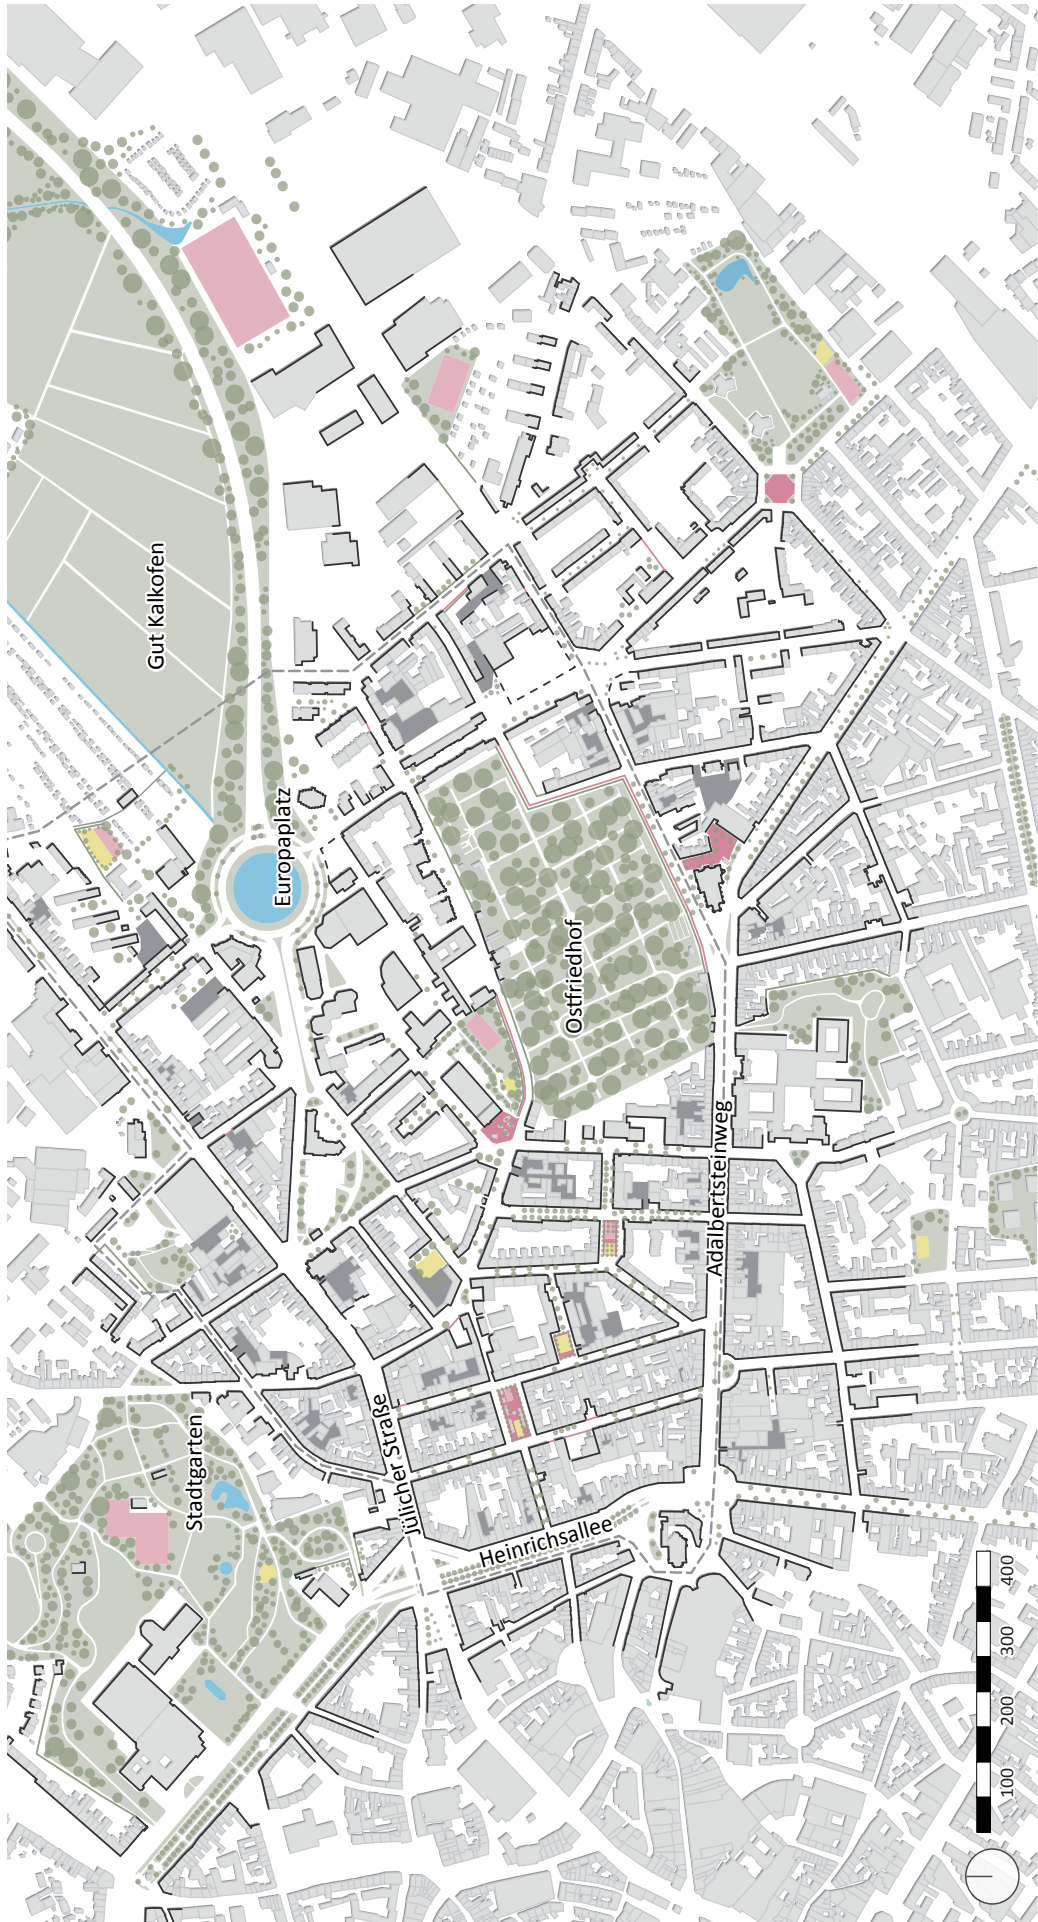 Gut Kalkofen
Europaplatz
Ostfriedhof
Stadtgarten
Jülicher Straße
Adalbertsteinweg
Heinrichsallee
100
200
300
400